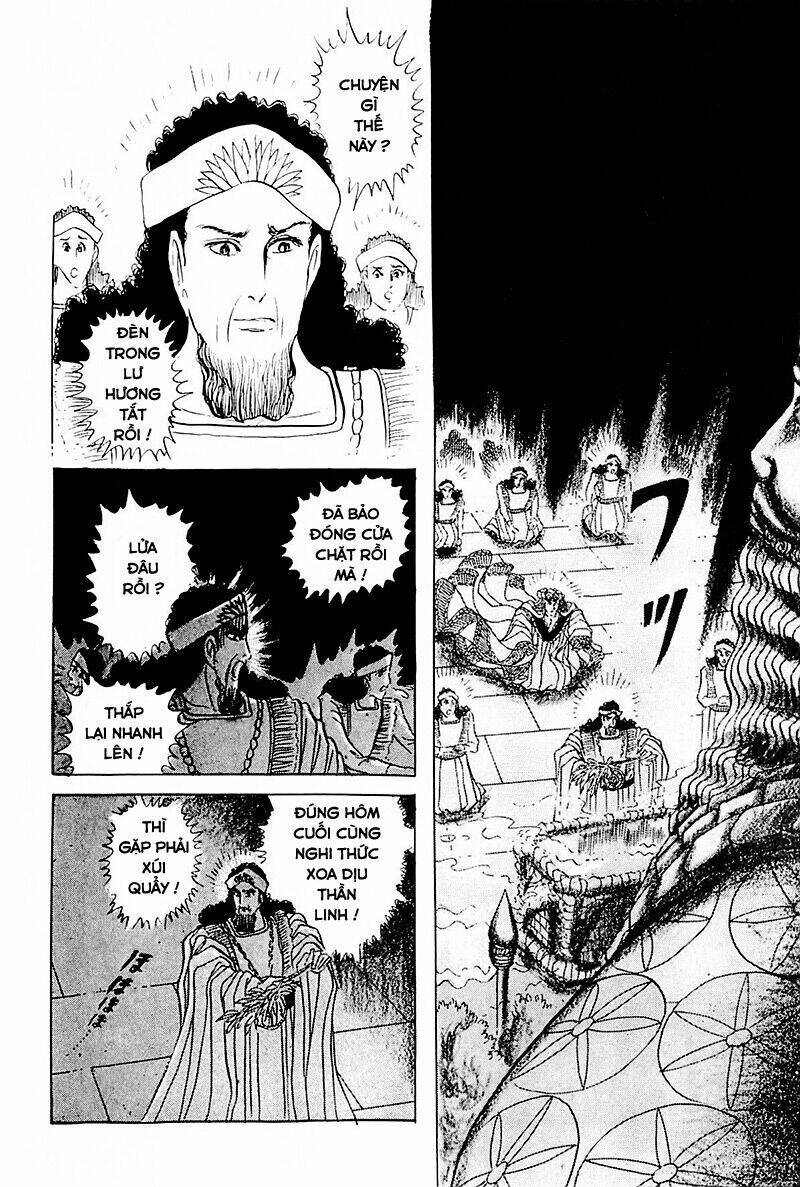 フッ
CHUYỆN
GÌ
THẾ
NÀY ?
ĐÈN
TRONG
LƯ
HƯƠNG
TẮT
RỒI !
ĐÃ BẢO
ĐÓNG CỬA
CHẶT RỒI
MÀ !
LỬA
ĐÂU
RỒI ?
THẮP
LẠI NHANH
LÊN !
ĐÚNG HÔM
CUỐI CÙNG
NGHI THỨC
XOA DỊU
THẦN
LINH !
THÌ
GẶP PHẢI
XÚI
QUẨY !